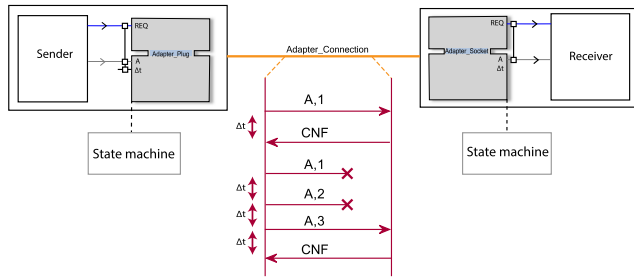 REQ
Sender
Adapter_Plug
A
Δt
Adapter_Connection
REQ
Adapter_Socket
A
Δt
Receiver
State machine
State machine
A,1
Δt
CNF
A,1
Δt
A,2
Δt
A,3
Δt
CNF